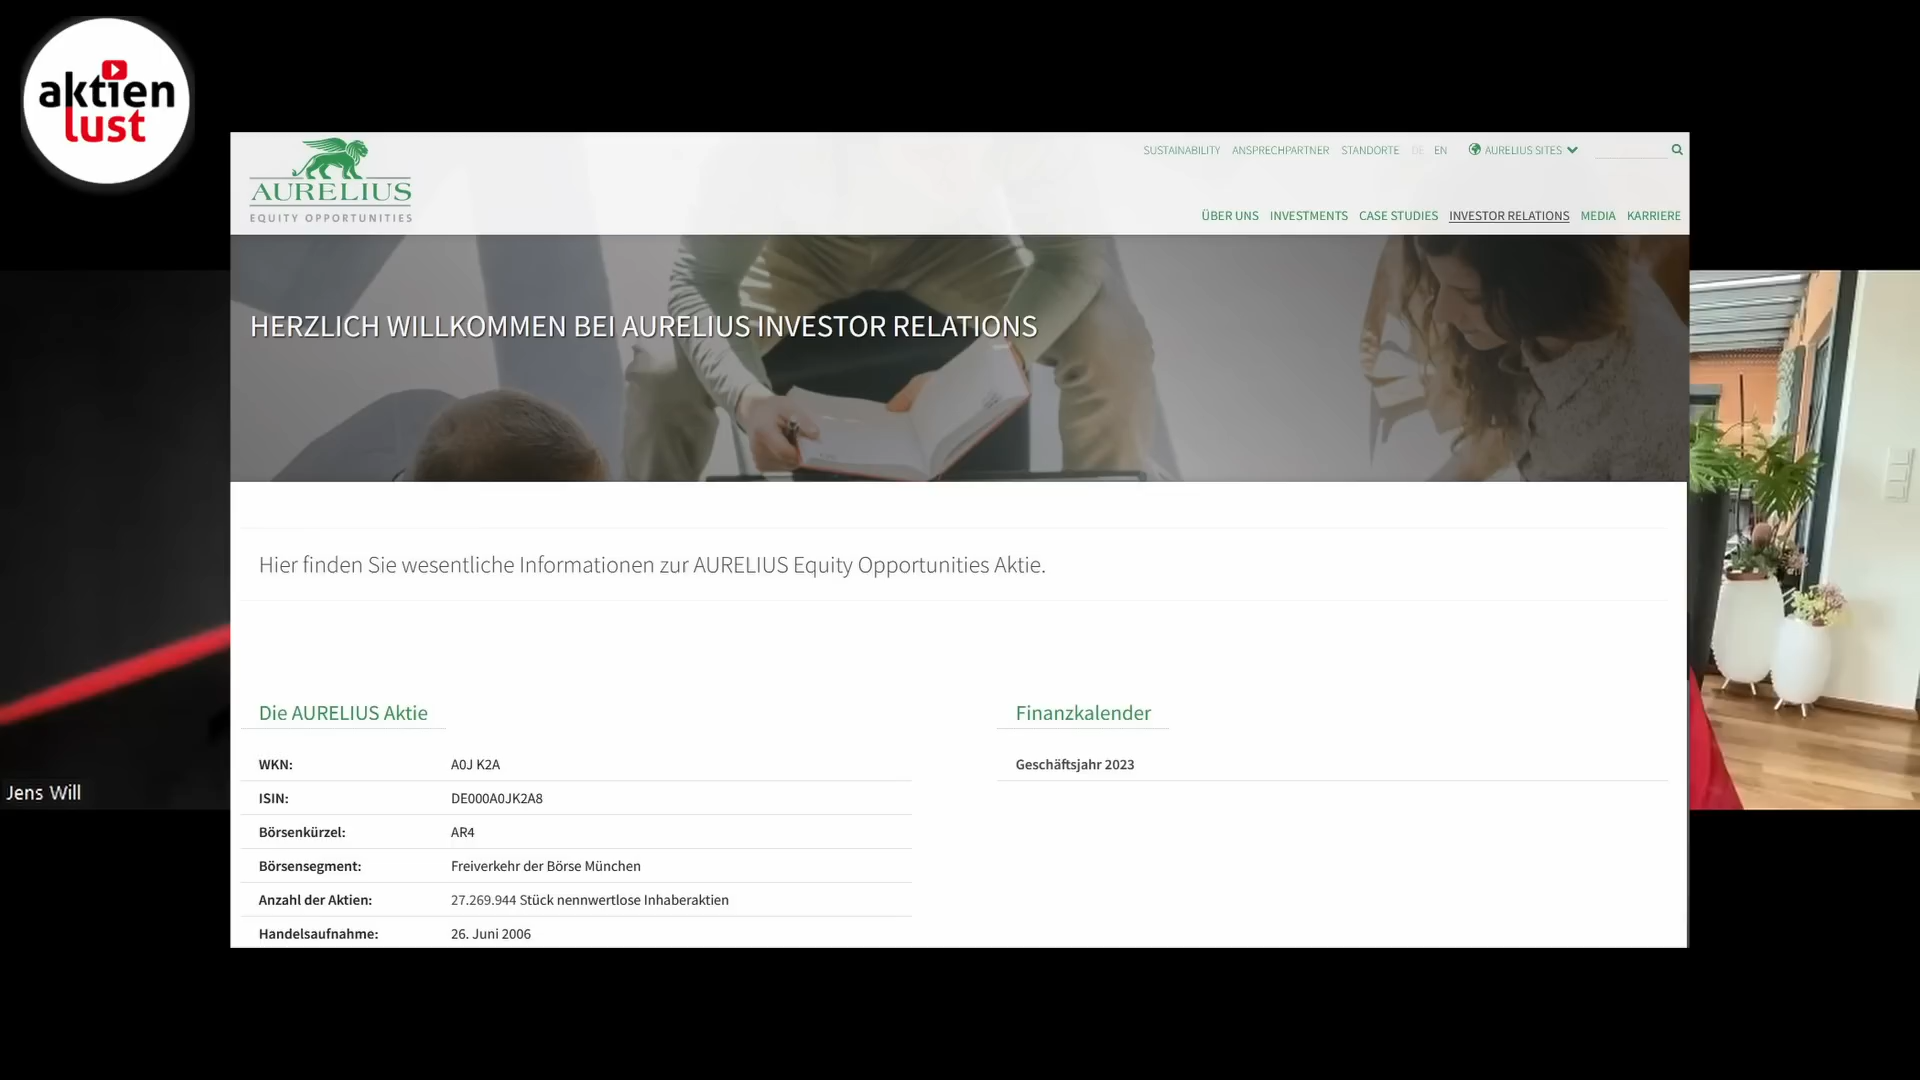 aktien
lust
AURELIUS
EQUITY OPPORTUNITIES
SUSTAINABILITY ANSPRECHPARTNER STANDORTE DE EN AURELIUS SITES
ÜBER UNS INVESTMENTS CASE STUDIES INVESTOR RELATIONS MEDIA KARRIERE
HERZLICH WILLKOMMEN BEI AURELIUS INVESTOR RELATIONS
Hier finden Sie wesentliche Informationen zur AURELIUS Equity Opportunities Aktie.
Die AURELIUS Aktie
WKN: A0J K2A
ISIN: DE000A0JK2A8
Börsenkürzel: AR4
Börsensegment: Freiverkehr der Börse München
Anzahl der Aktien: 27.269.944 Stück nennwertlose Inhaberaktien
Handelsaufnahme: 26. Juni 2006
Finanzkalender
Geschäftsjahr 2023
Jens Will